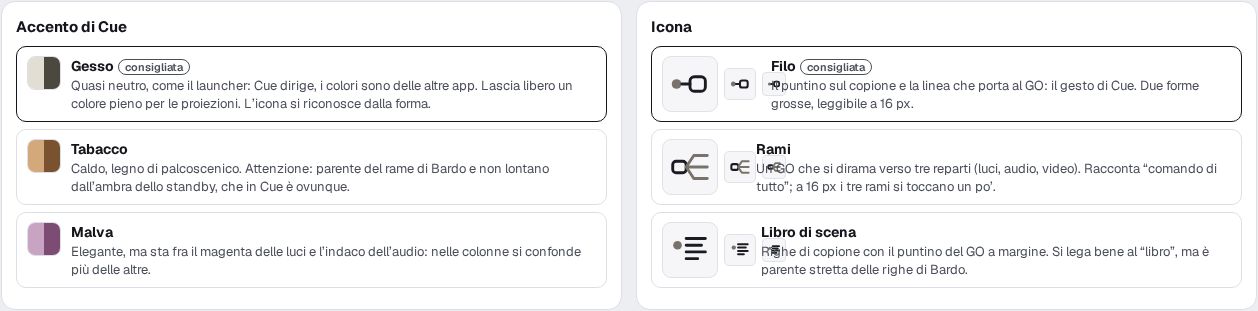 Accento di Cue
Gesso consigliata
Quasi neutro, come il launcher: Cue dirige, i colori sono delle altre app. Lascia libero un
colore pieno per le proiezioni. L'icona si riconosce dalla forma.
Tabacco
Caldo, legno di palcoscenico. Attenzione: parente del rame di Bardo e non lontano
dall'ambra dello standby, che in Cue è ovunque.
Malva
Elegante, ma sta fra il magenta delle luci e l'indaco dell'audio: nelle colonne si confonde
più delle altre.
Icona
Filo consigliata
Il puntino sul copione e la linea che porta al GO: il gesto di Cue. Due forme
grosse, leggibile a 16 px.
Rami
Un GO che si dirama verso tre reparti (luci, audio, video). Racconta “comando di
tutto”; a 16 px i tre rami si toccano un po'.
Libro di scena
Righe di copione con il puntino del GO a margine. Si lega bene al “libro”, ma è
parente stretta delle righe di Bardo.